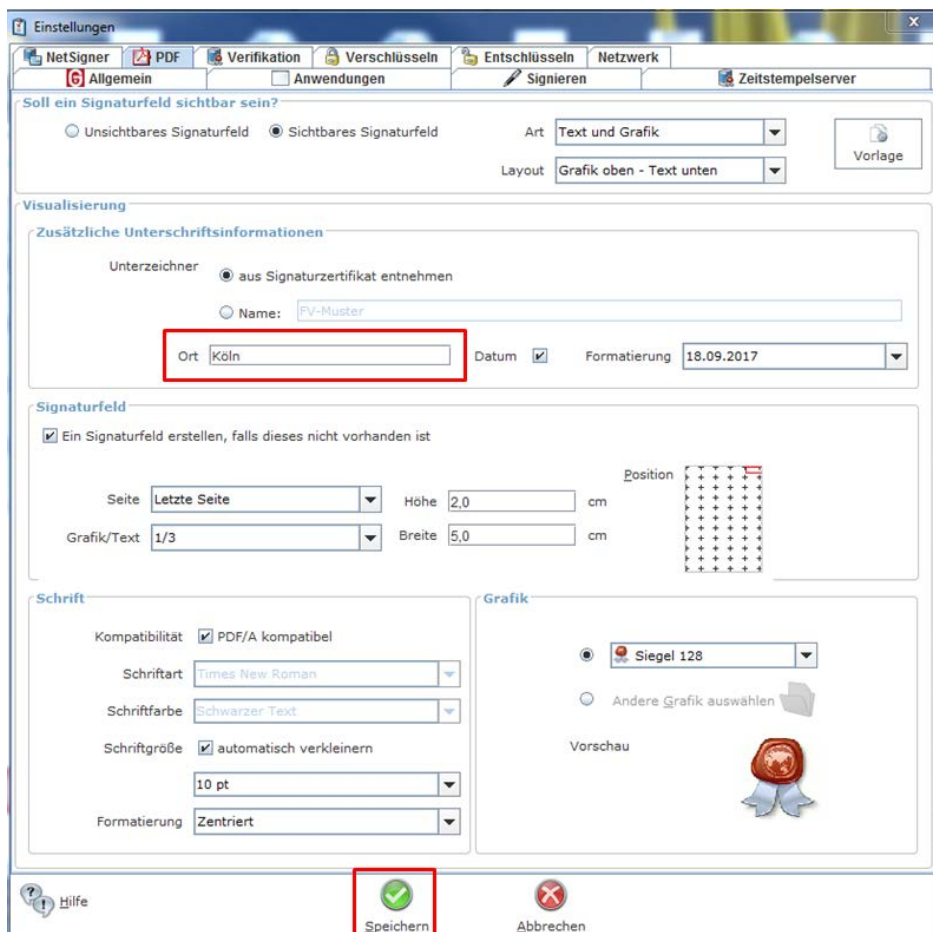 Einstellungen
NetSigner PDF Verifikation Verschlüsseln Entschlüsseln Netzwerk
Allgemein Anwendungen Signieren Zeitstempelserver
Soll ein Signaturfeld sichtbar sein?
Unsichtbares Signaturfeld Sichtbares Signaturfeld Art Text und Grafik
Vorlage
Layout Grafik oben - Text unten
Visualisierung
Zusätzliche Unterschriftsinformationen
Unterzeichner aus Signaturzertifikat entnehmen
Name: FV-Muster
Ort Köln Datum Formatierung 18.09.2017
Signaturfeld
Ein Signaturfeld erstellen, falls dieses nicht vorhanden ist
Position
Seite Letzte Seite Höhe 2,0 cm
Grafik/Text 1/3 Breite 5,0 cm
Schrift
Kompatibilität PDF/A kompatibel
Schriftart Times New Roman
Schriftfarbe Schwarzer Text
Schriftgröße automatisch verkleinern
10 pt
Formatierung Zentriert
Grafik
Siegel 128
Andere Grafik auswählen
Vorschau
Hilfe
Speichern
Abbrechen